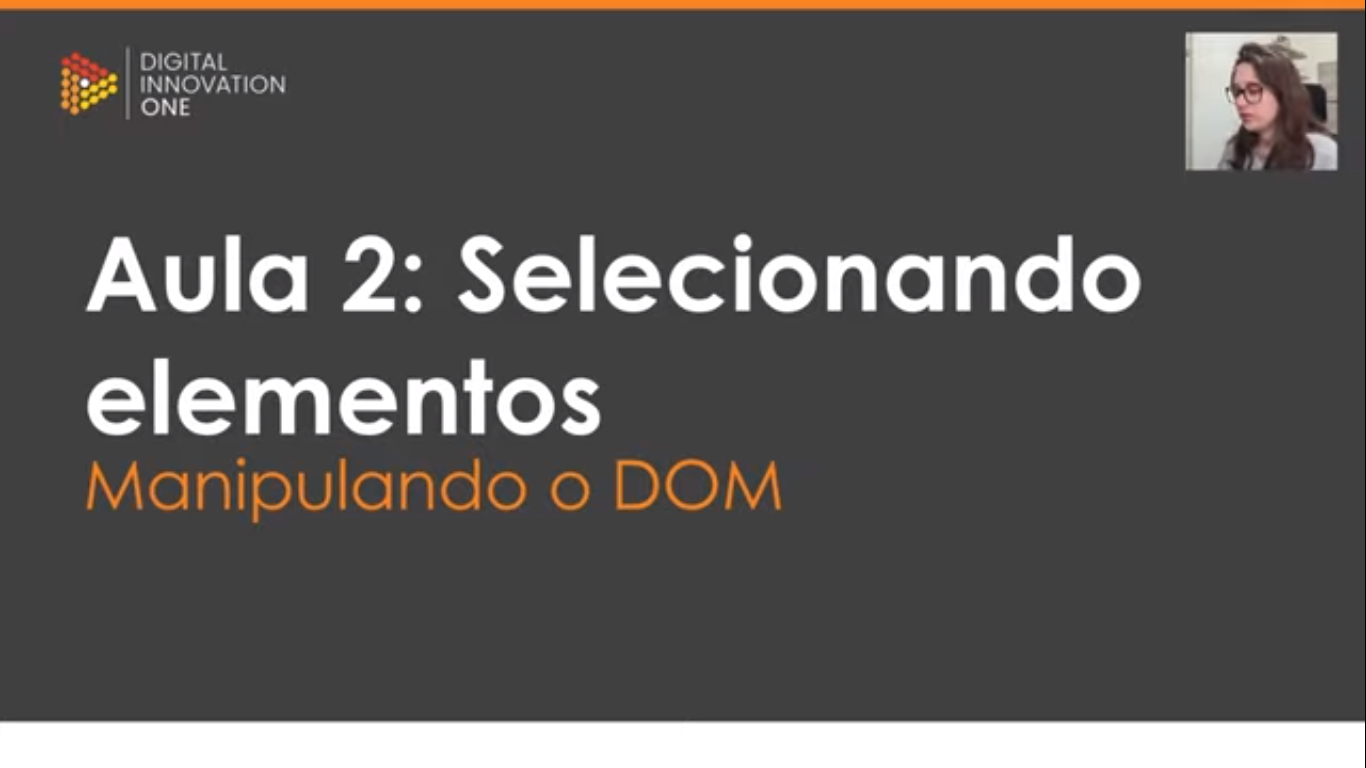 DIGITAL
INNOVATION
ONE
Aula 2: Selecionando
elementos
Manipulando o DOM